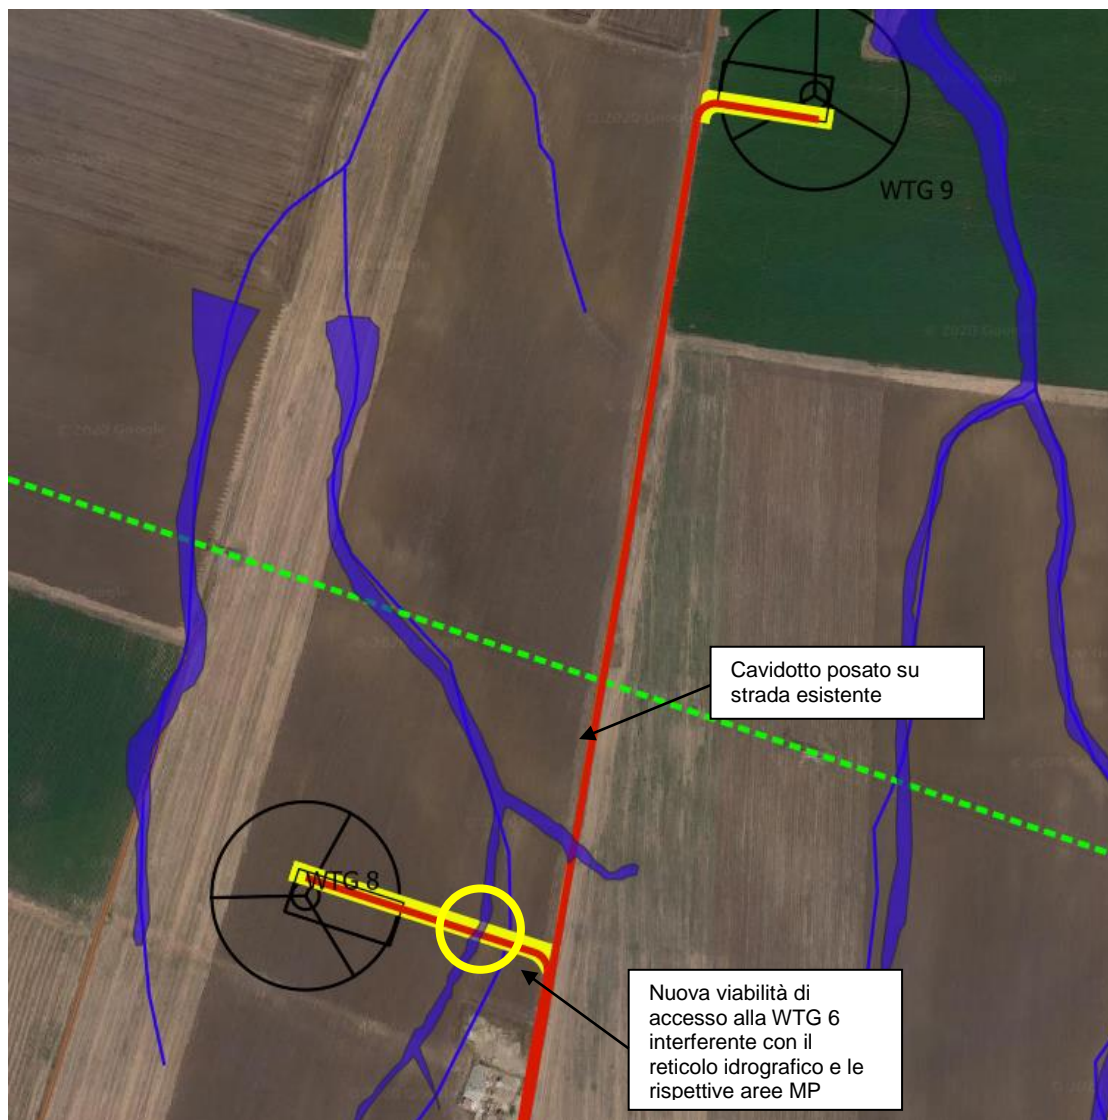 WTG 9
Cavidotto posato su
strada esistente
WTG 8
Nuova viabilità di
accesso alla WTG 6
interferente con il
reticolo idrografico e le
rispettive aree MP